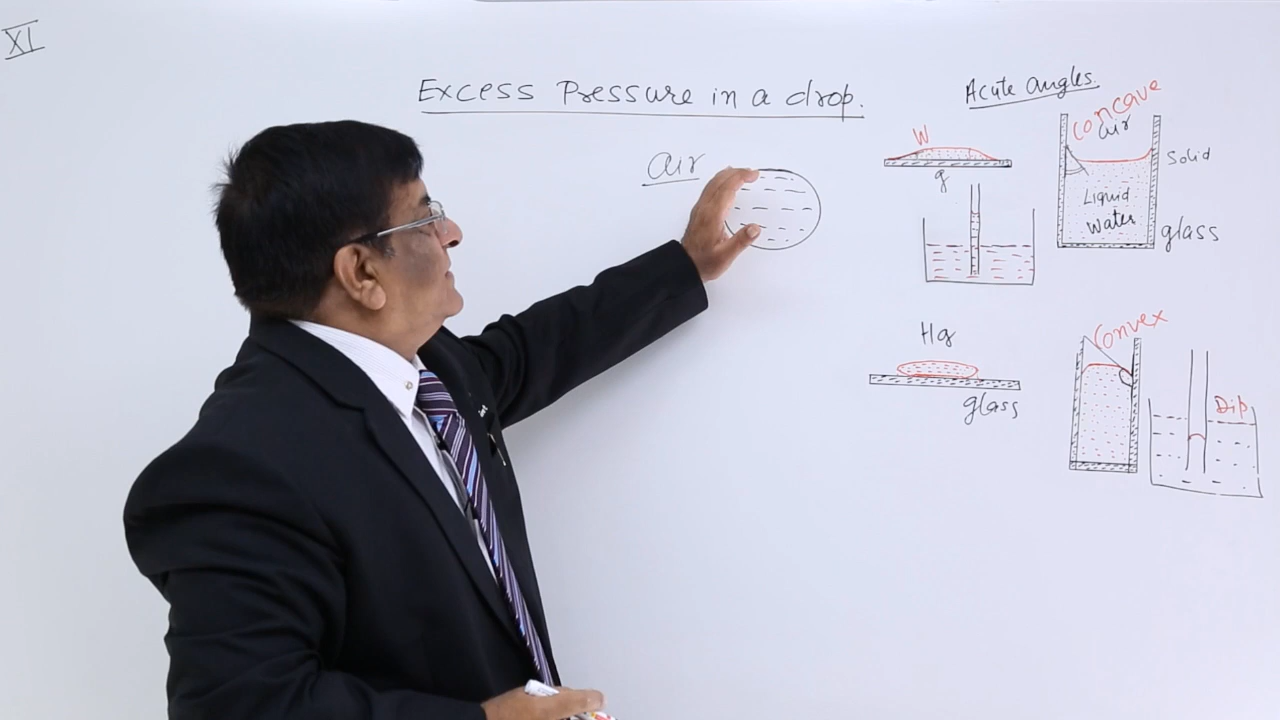 XI
Excess Pressure in a drop.
air
Acute angles.
Concave
air
W
g
Solid
Liquid
Water
glass
Hg
glass
Convex
Dip